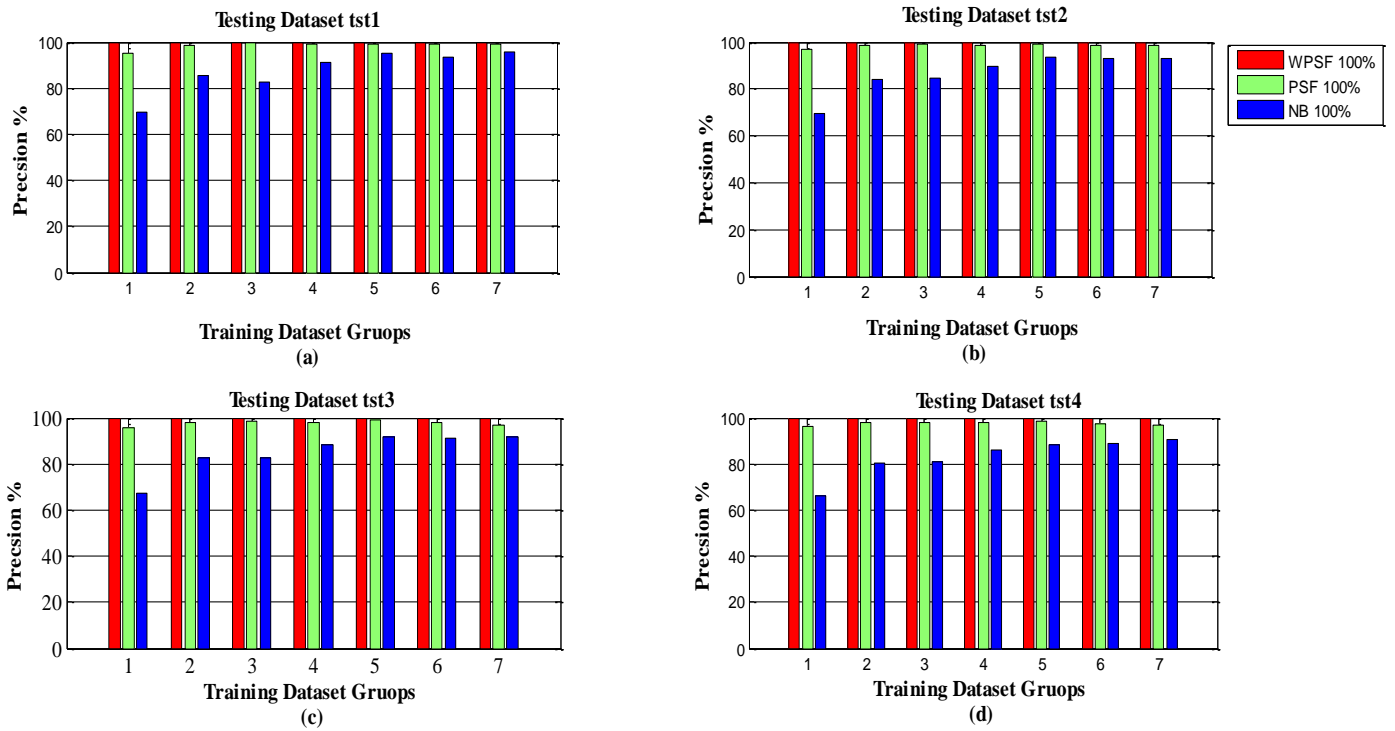 Testing Dataset tst1
100
80
60
40
20
0
Precsion %
1 2 3 4 5 6 7
Training Dataset Gruops
(a)
Testing Dataset tst2
100
80
60
40
20
0
Precsion %
1 2 3 4 5 6 7
Training Dataset Gruops
(b)
WPSF 100%
PSF 100%
NB 100%
Testing Dataset tst3
100
80
60
40
20
0
Precsion %
1 2 3 4 5 6 7
Training Dataset Gruops
(c)
Testing Dataset tst4
100
80
60
40
20
0
Precsion %
1 2 3 4 5 6 7
Training Dataset Gruops
(d)